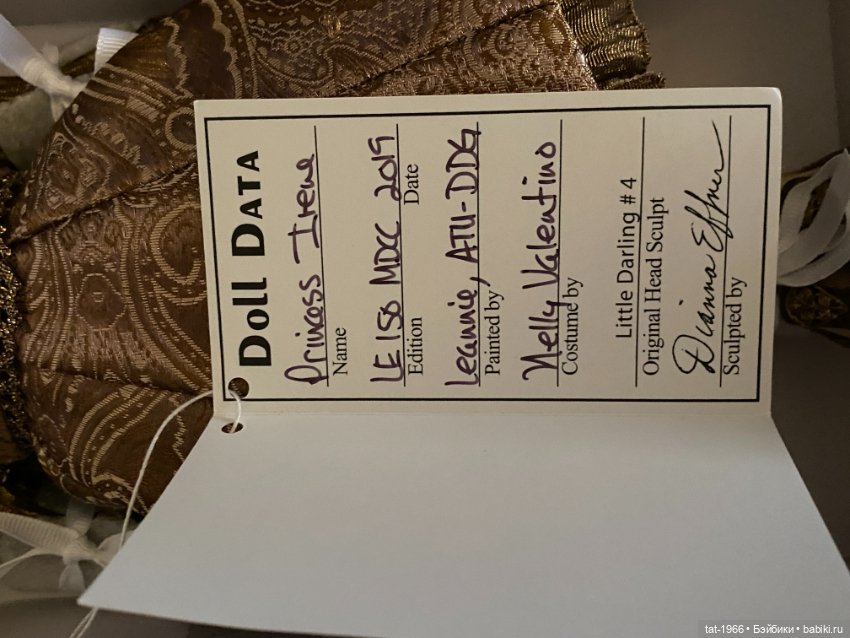 Doll Data
Princess Irene
Name
LE 150 MDCC 2019
Edition Date
Leannie, ATU-DDG
Painted by
Nelly Valentino
Costume by
Little Darling #4
Original Head Sculpt
Dianna Effner
Sculpted by
tat-1966 • Бэйбики • babiki.ru